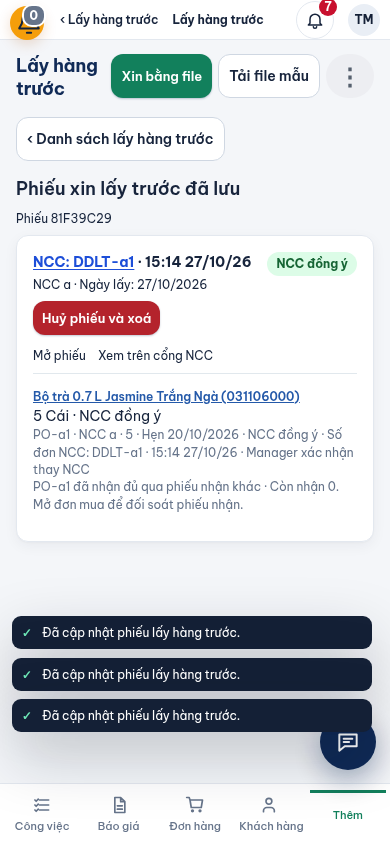 0
‹ Lấy hàng trước
Lấy hàng trước
7
TM
Lấy hàng trước
Xin bằng file
Tải file mẫu
⋮
‹ Danh sách lấy hàng trước
Phiếu xin lấy trước đã lưu
Phiếu 81F39C29
NCC: DDLT-a1 · 15:14 27/10/26
NCC đồng ý
NCC a · Ngày lấy: 27/10/2026
Huỷ phiếu và xoá
Mở phiếu Xem trên cổng NCC
Bộ trà 0.7 L Jasmine Trắng Ngà (031106000)
5 Cái · NCC đồng ý
PO-a1 · NCC a · 5 · Hẹn 20/10/2026 · NCC đồng ý · Số
đơn NCC: DDLT-a1 · 15:14 27/10/26 · Manager xác nhận
thay NCC
PO-a1 đã nhận đủ qua phiếu nhận khác · Còn nhận 0.
Mở đơn mua để đối soát phiếu nhận.
✓ Đã cập nhật phiếu lấy hàng trước.
✓ Đã cập nhật phiếu lấy hàng trước.
✓ Đã cập nhật phiếu lấy hàng trước.
Công việc
Báo giá
Đơn hàng
Khách hàng
Thêm